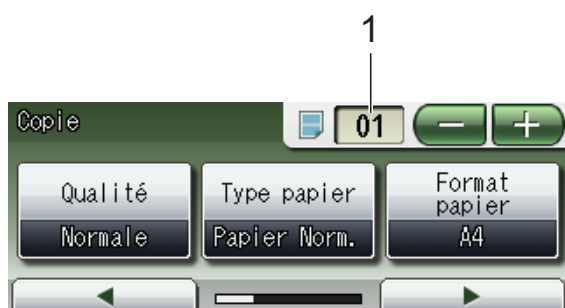 1
Copie
01
Qualité
Type papier
Format
papier
Normale
Papier Norm.
A4